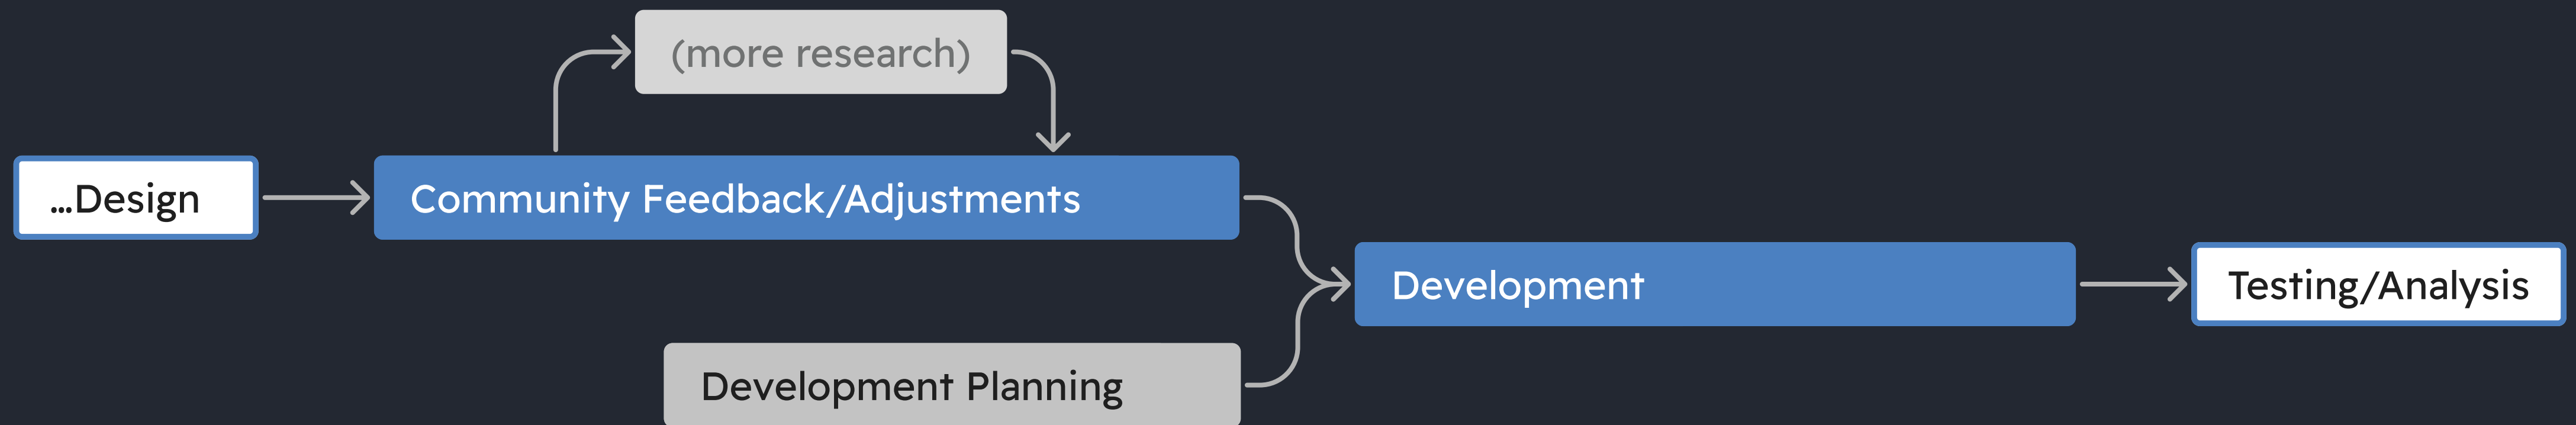 (more research)
...Design
Community Feedback/Adjustments
Development
Testing/Analysis
Development Planning